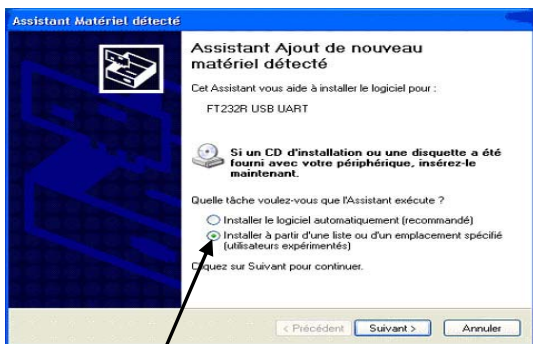 Assistant Matériel détecté
Assistant Ajout de nouveau
matériel détecté
Cet Assistant vous aide à installer le logiciel pour :
FT232R USB UART
Si un CD d'installation ou une disquette a été
fourni avec votre périphérique, insérez-le
maintenant.
Quelle tâche voulez-vous que l'Assistant exécute ?
Installer le logiciel automatiquement (recommandé)
Installer à partir d'une liste ou d'un emplacement spécifié
(utilisateurs expérimentés)
Cliquez sur Suivant pour continuer.
< Précédent
Suivant >
Annuler